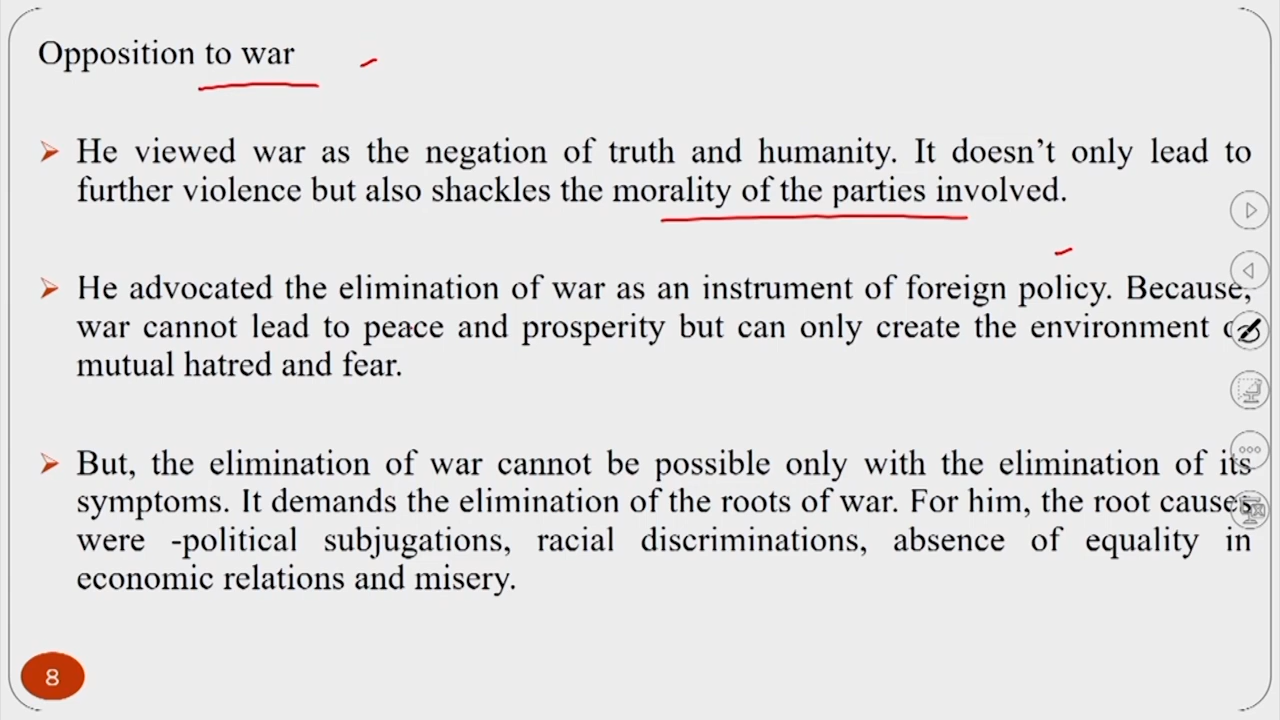 Opposition to war
➢ He viewed war as the negation of truth and humanity. It doesn't only lead to
further violence but also shackles the morality of the parties involved.
➢ He advocated the elimination of war as an instrument of foreign policy. Because,
war cannot lead to peace and prosperity but can only create the environment
mutual hatred and fear.
➢ But, the elimination of war cannot be possible only with the elimination of its
symptoms. It demands the elimination of the roots of war. For him, the root causes
were -political subjugations, racial discriminations, absence of equality in
economic relations and misery.
8